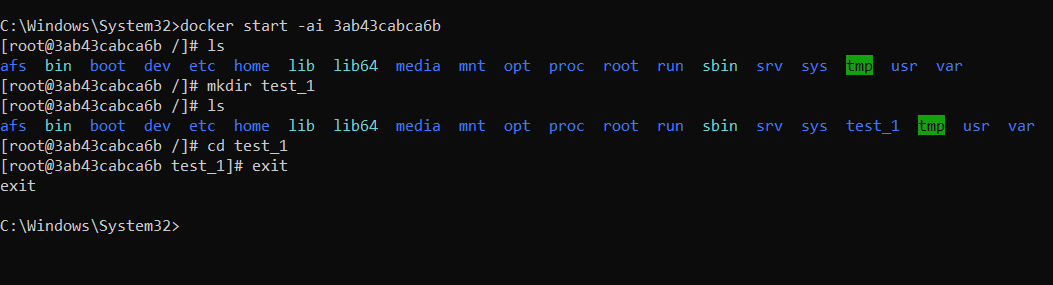 C:\Windows\System32>docker start -ai 3ab43cabca6b
[root@3ab43cabca6b /]# ls
afs  bin  boot  dev  etc  home  lib  lib64  media  mnt  opt  proc  root  run  sbin  srv  sys  tmp  usr  var
[root@3ab43cabca6b /]# mkdir test_1
[root@3ab43cabca6b /]# ls
afs  bin  boot  dev  etc  home  lib  lib64  media  mnt  opt  proc  root  run  sbin  srv  sys  test_1  tmp  usr  var
[root@3ab43cabca6b /]# cd test_1
[root@3ab43cabca6b test_1]# exit
exit
C:\Windows\System32>